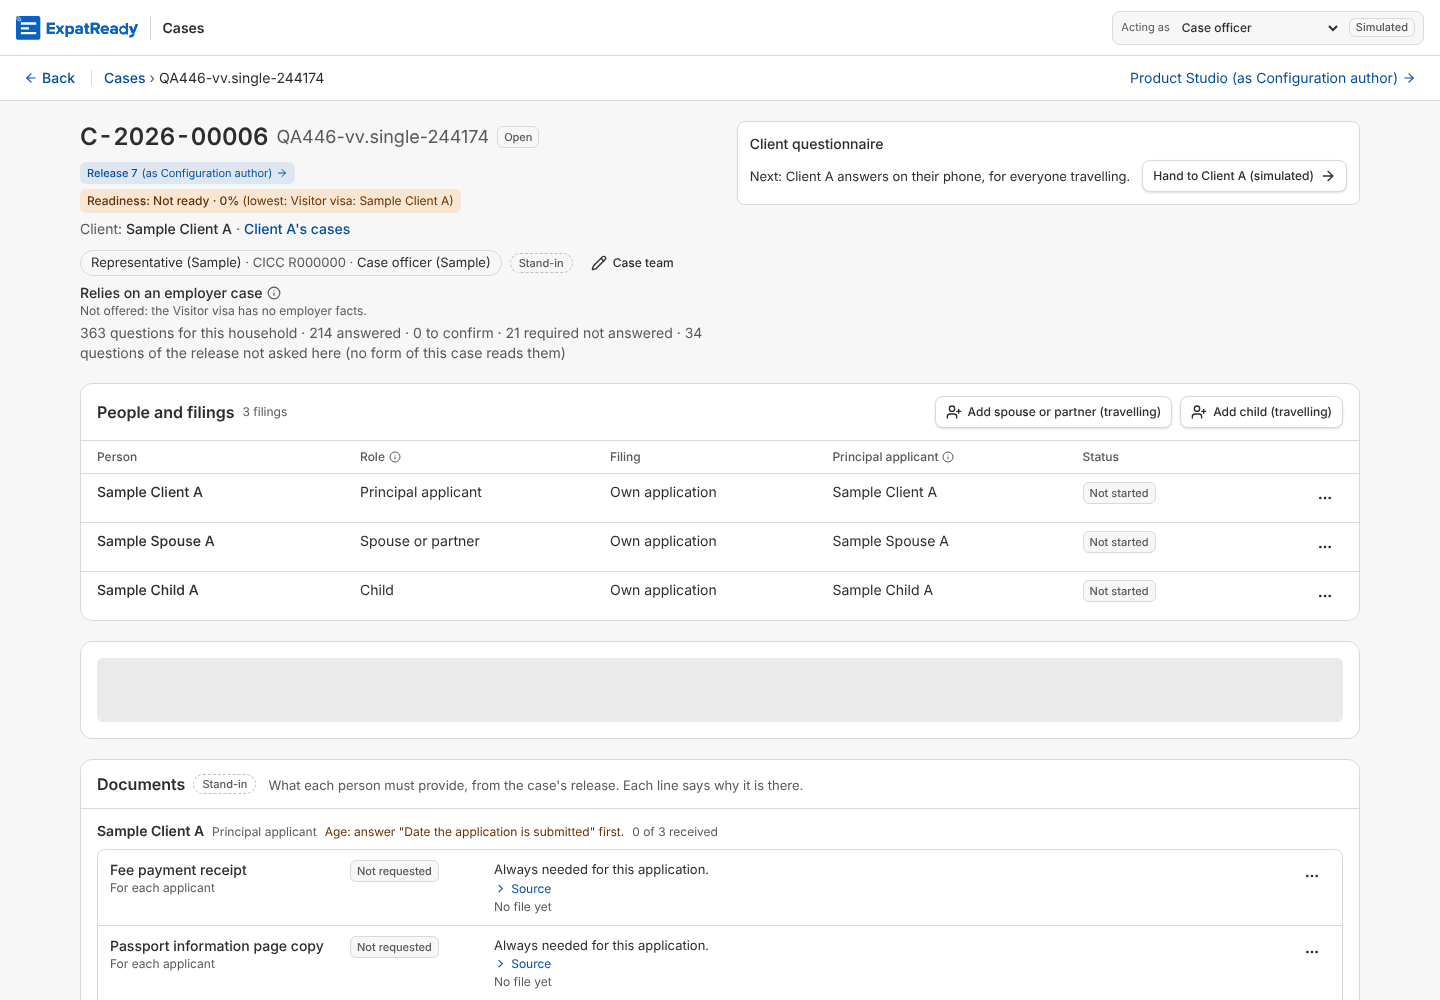 ExpatReady
Cases
Acting as Case officer Simulated
Back
Cases › QA446-vv.single-244174
Product Studio (as Configuration author) →
C-2026-00006 QA446-vv.single-244174 Open
Release 7 (as Configuration author) →
Readiness: Not ready · 0% (lowest: Visitor visa: Sample Client A)
Client: Sample Client A · Client A's cases
Representative (Sample) · CICC R000000 · Case officer (Sample) Stand-in Case team
Relies on an employer case
Not offered: the Visitor visa has no employer facts.
363 questions for this household · 214 answered · 0 to confirm · 21 required not answered · 34
questions of the release not asked here (no form of this case reads them)
Client questionnaire
Next: Client A answers on their phone, for everyone travelling. Hand to Client A (simulated) →
People and filings 3 filings Add spouse or partner (travelling) Add child (travelling)
Person Role Filing Principal applicant Status
Sample Client A Principal applicant Own application Sample Client A Not started
Sample Spouse A Spouse or partner Own application Sample Spouse A Not started
Sample Child A Child Own application Sample Child A Not started
Documents Stand-in What each person must provide, from the case's release. Each line says why it is there.
Sample Client A Principal applicant Age: answer "Date the application is submitted" first. 0 of 3 received
Fee payment receipt Not requested Always needed for this application.
For each applicant Source
No file yet
Passport information page copy Not requested Always needed for this application.
For each applicant Source
No file yet